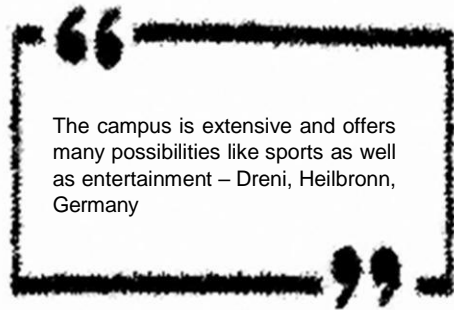 The campus is extensive and offers
many possibilities like sports as well
as entertainment – Dreni, Heilbronn,
Germany